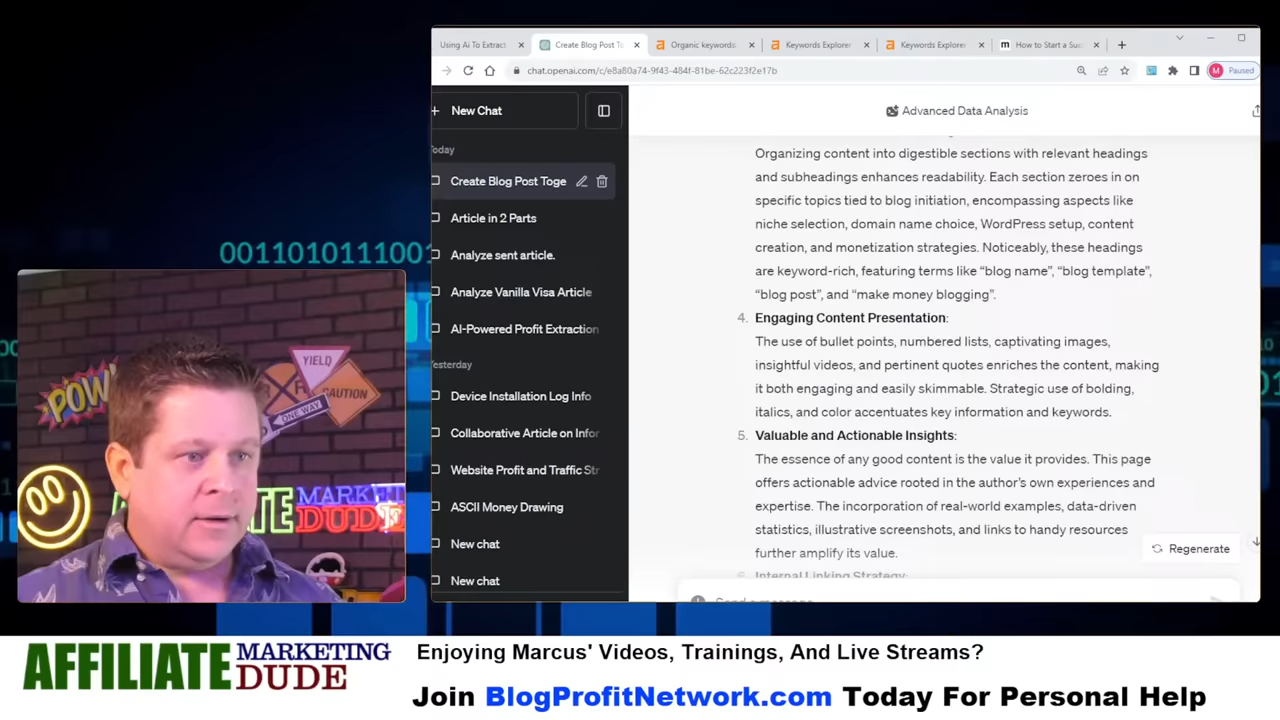 Using Ai To Extract
Create Blog Post To
Organic keywords
Keywords Explorer
Keywords Explorer
How to Start a Suc
chat.openai.com/c/e8a80a74-9f43-484f-81be-62c223f2e17b
Paused
New Chat
Today
Create Blog Post Toge
Article in 2 Parts
Analyze sent article.
Analyze Vanilla Visa Article
AI-Powered Profit Extraction
Yesterday
Device Installation Log Info
Collaborative Article on Infor
Website Profit and Traffic Str
ASCII Money Drawing
New chat
New chat
Advanced Data Analysis
Organizing content into digestible sections with relevant headings
and subheadings enhances readability. Each section zeroes in on
specific topics tied to blog initiation, encompassing aspects like
niche selection, domain name choice, WordPress setup, content
creation, and monetization strategies. Noticeably, these headings
are keyword-rich, featuring terms like “blog name”, “blog template”,
“blog post”, and “make money blogging”.
4. Engaging Content Presentation:
The use of bullet points, numbered lists, captivating images,
insightful videos, and pertinent quotes enriches the content, making
it both engaging and easily skimmable. Strategic use of bolding,
italics, and color accentuates key information and keywords.
5. Valuable and Actionable Insights:
The essence of any good content is the value it provides. This page
offers actionable advice rooted in the author's own experiences and
expertise. The incorporation of real-world examples, data-driven
statistics, illustrative screenshots, and links to handy resources
further amplify its value.
Internal Linking Strategy:
Regenerate
Send a message
001101011100
POW!
YIELD
CAUTION
ONE WAY
MARKETING
DUDE
AFFILIATE MARKETING
DUDE
Enjoying Marcus' Videos, Trainings, And Live Streams?
Join BlogProfitNetwork.com Today For Personal Help